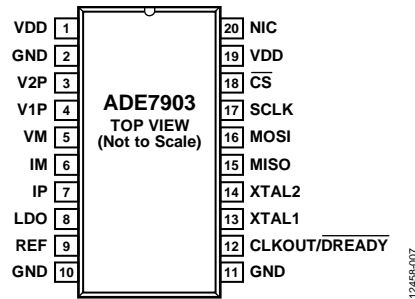 VDD 1
GND 2
V2P 3
V1P 4
VM 5
IM 6
IP 7
LDO 8
REF 9
GND 10
ADE7903
TOP VIEW
(Not to Scale)
20 NIC
19 VDD
18 C̅S̅
17 SCLK
16 MOSI
15 MISO
14 XTAL2
13 XTAL1
12 CLKOUT/D̅R̅E̅A̅D̅Y̅
11 GND
12458-007